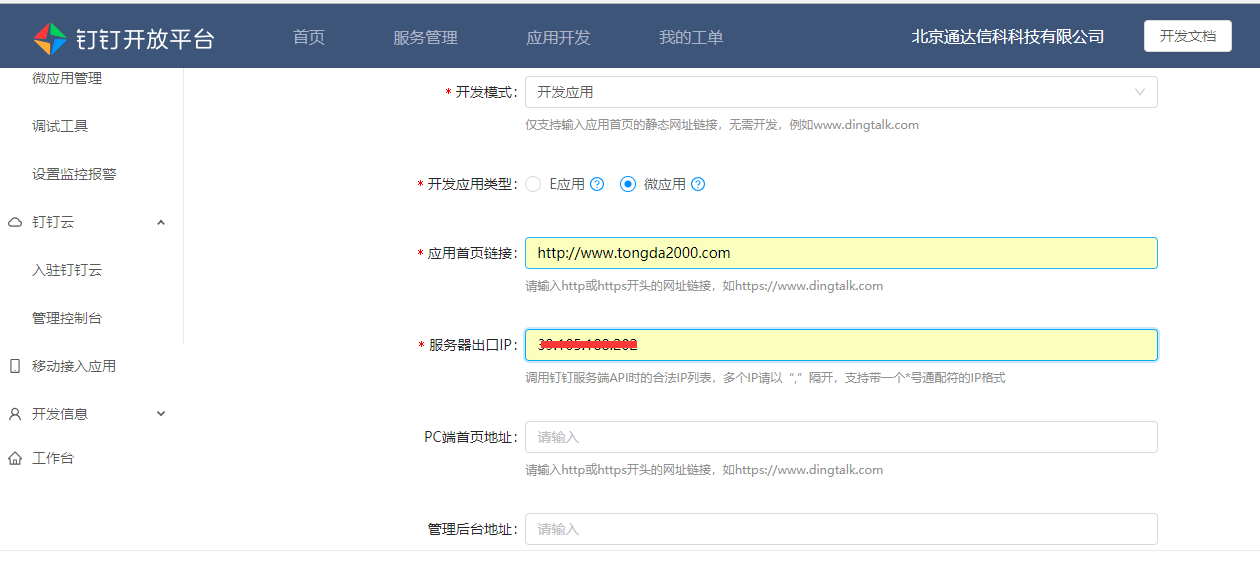 钉钉开放平台 首页 服务管理 应用开发 我的工单 北京通达信科科技有限公司 开发文档
微应用管理
调试工具
设置监控报警
钉钉云
入驻钉钉云
管理控制台
移动接入应用
开发信息
工作台
* 开发模式： 开发应用
仅支持输入应用首页的静态网址链接，无需开发，例如www.dingtalk.com
* 开发应用类型： E应用 ? 微应用 ?
* 应用首页链接： http://www.tongda2000.com
请输入http或https开头的网址链接，如https://www.dingtalk.com
* 服务器出口IP：
调用钉钉服务端API时的合法IP列表，多个IP请以“,”隔开，支持带一个*号通配符的IP格式
PC端首页地址： 请输入
请输入http或https开头的网址链接，如https://www.dingtalk.com
管理后台地址： 请输入